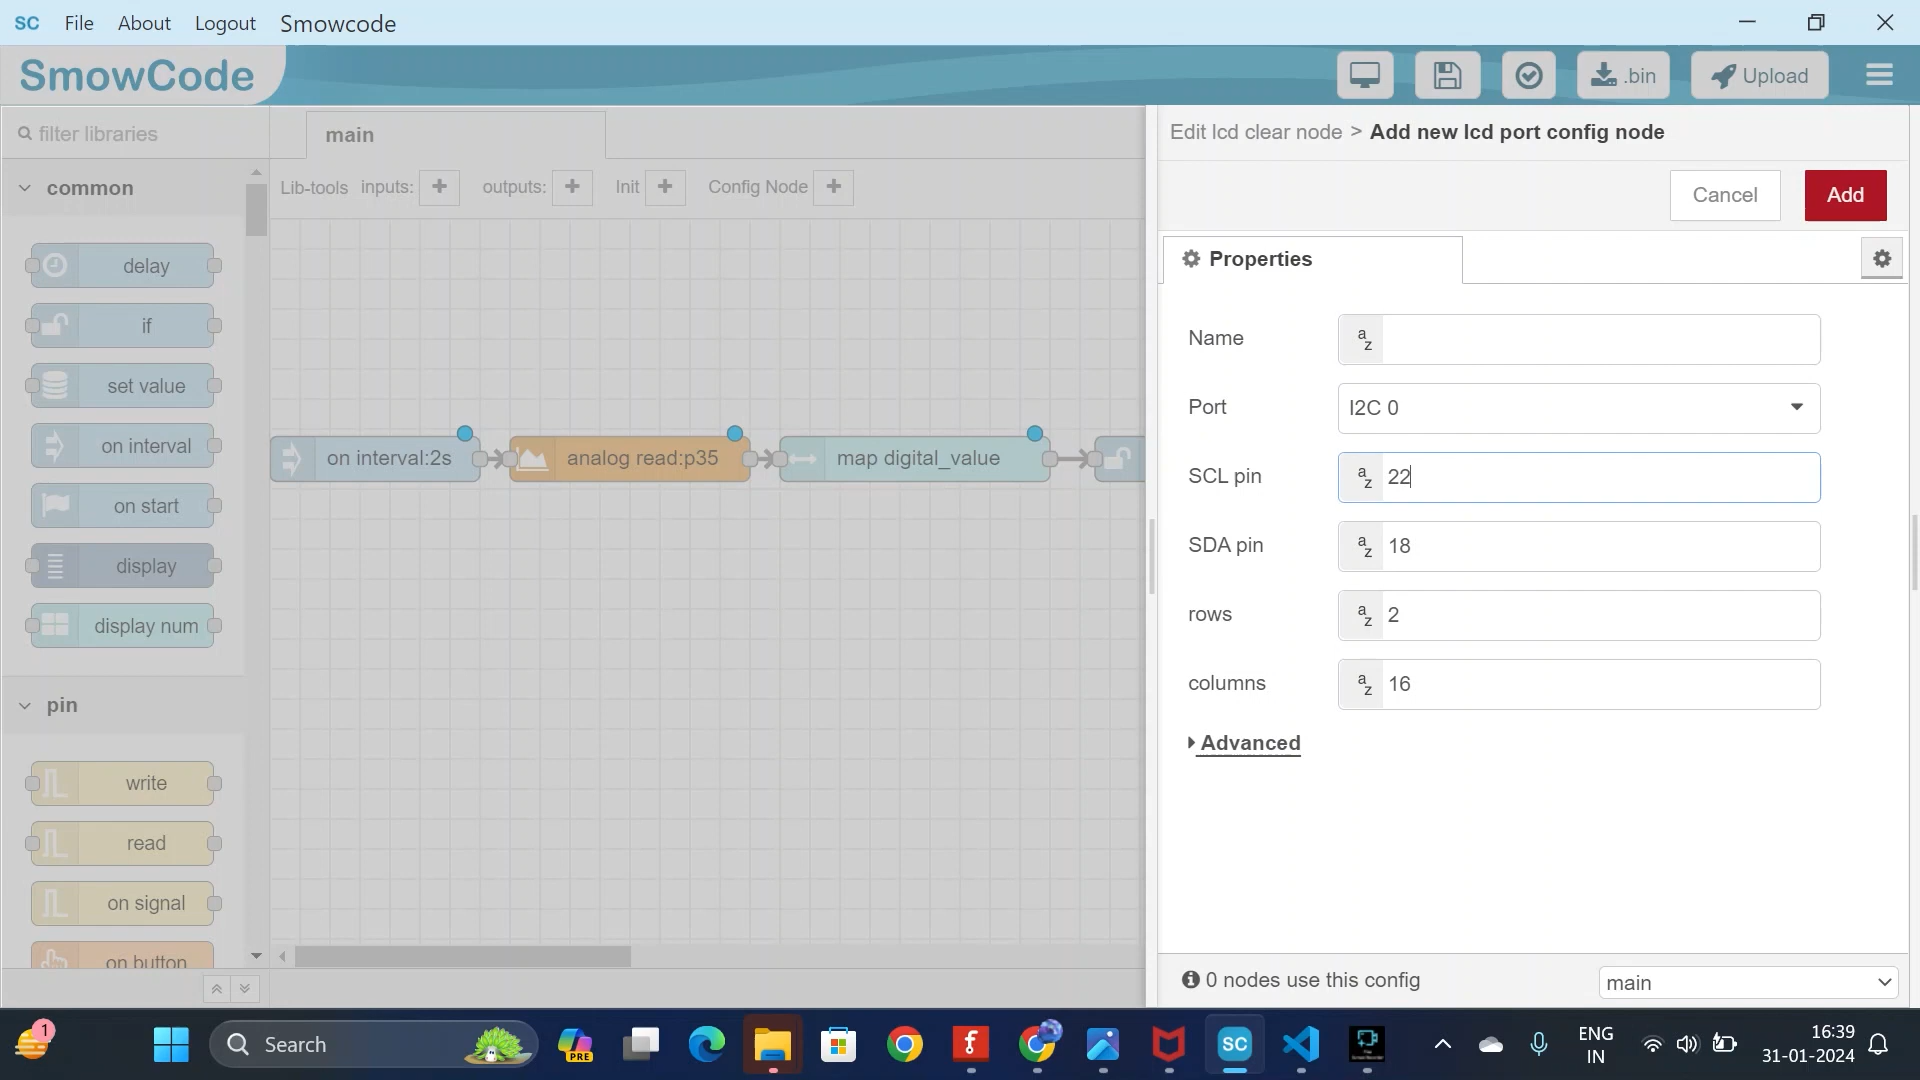 SC File About Logout Smowcode
SmowCode
.bin
Upload
filter libraries
main
Edit lcd clear node > Add new lcd port config node
common
Lib-tools inputs: + outputs: + Init + Config Node +
Cancel Add
delay
Properties
if
Name
set value
Port I2C 0
on interval
on interval:2s
analog read:p35
map digital_value
SCL pin 22
on start
SDA pin 18
display
rows 2
display num
columns 16
pin
Advanced
write
read
on signal
on button
0 nodes use this config
main
1
Search
PRE
SC
ENG
IN
16:39
31-01-2024